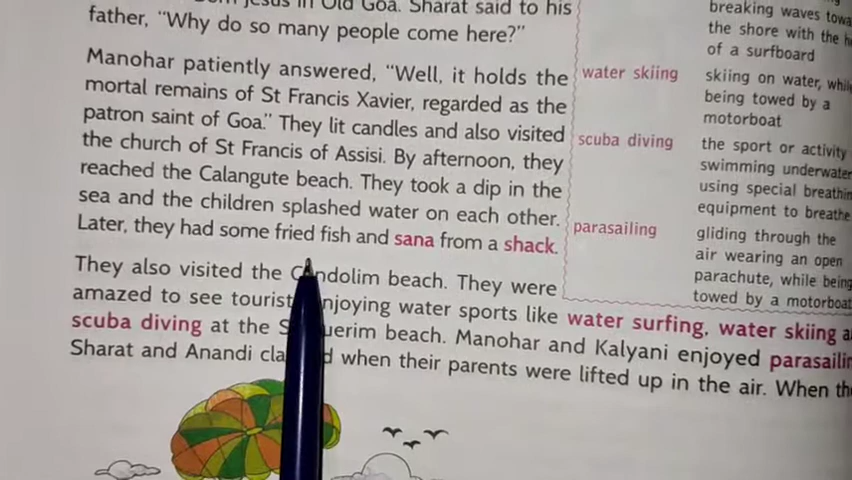 Jesus in Old Goa. Sharat said to his
father, "Why do so many people come here?"
Manohar patiently answered, "Well, it holds the
mortal remains of St Francis Xavier, regarded as the
patron saint of Goa." They lit candles and also visited
the church of St Francis of Assisi. By afternoon, they
reached the Calangute beach. They took a dip in the
sea and the children splashed water on each other.
Later, they had some fried fish and sana from a shack.
They also visited the C ndolim beach. They were
amazed to see tourist njoying water sports like water surfing, water skiing a
scuba diving at the S uerim beach. Manohar and Kalyani enjoyed parasailin
Sharat and Anandi cla d when their parents were lifted up in the air. When th
breaking waves towa
the shore with the h
of a surfboard
water skiing skiing on water, while
being towed by a
motorboat
scuba diving the sport or activity
swimming underwater
using special breathin
equipment to breathe
parasailing gliding through the
air wearing an open
parachute, while being
towed by a motorboat